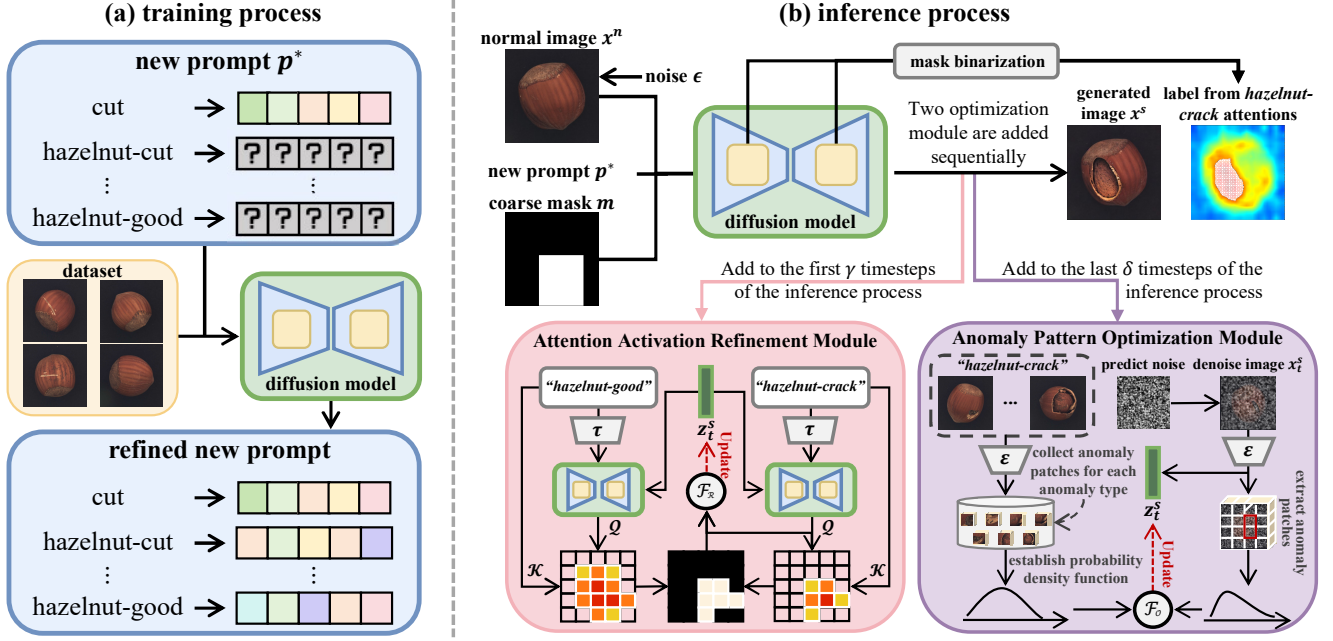 (a) training process
new prompt p*
cut
hazelnut-cut
? ? ? ? ?
⋮
⋮
hazelnut-good
? ? ? ? ?
dataset
diffusion model
refined new prompt
cut
hazelnut-cut
⋮
⋮
hazelnut-good
(b) inference process
normal image xⁿ
noise ϵ
new prompt p*
coarse mask m
diffusion model
mask binarization
Two optimization
module are added
sequentially
generated
image xˢ
label from hazelnut-
crack attentions
Add to the first γ timesteps
of the inference process
Add to the last δ timesteps of the
inference process
Attention Activation Refinement Module
"hazelnut-good"
"hazelnut-crack"
τ
τ
z_t^s
Update
F_R
Q
Q
K
K
Anomaly Pattern Optimization Module
"hazelnut-crack"
...
predict noise
denoise image x_t^s
ε
ε
collect anomaly
patches for each
anomaly type
z_t^s
extract anomaly
patches
establish probability
density function
Update
F_O